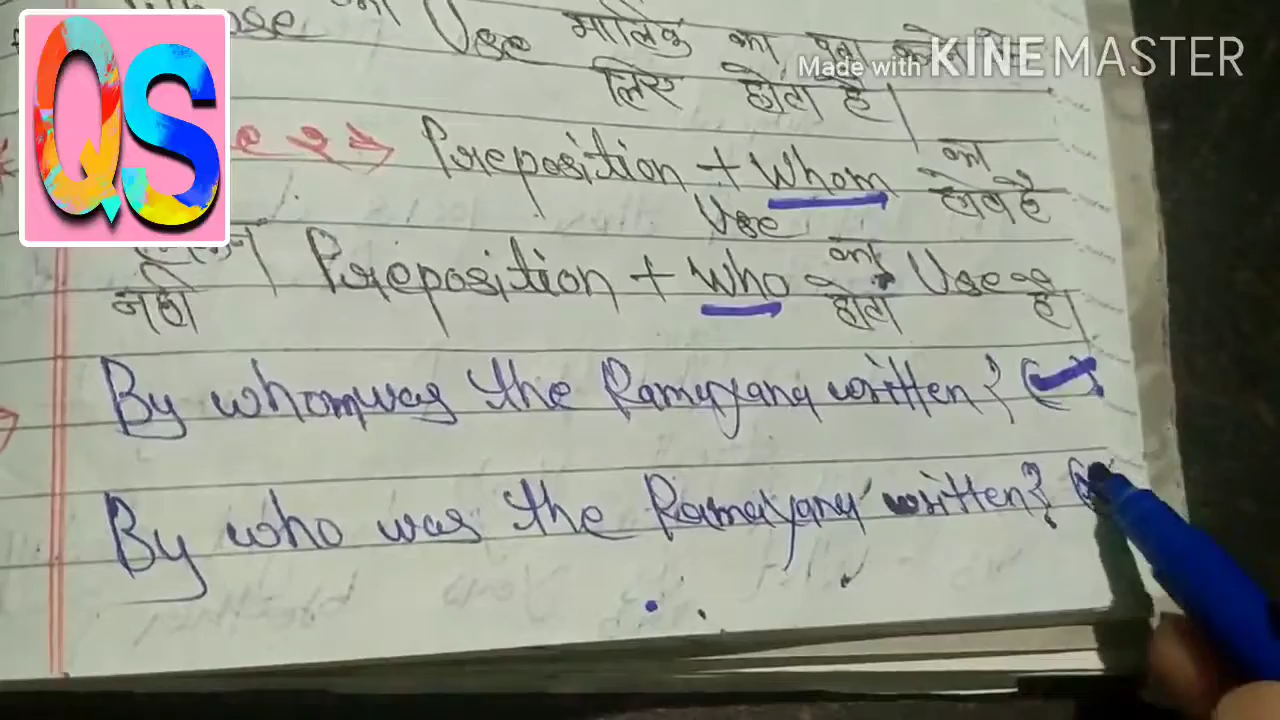 Use मालिक का पता
Made with KINEMASTER
लिए होता है।
QS
Preposition + Whom का
Use होता है
Preposition + Who का Use
नही होता है।
By whom was the Ramayana written? (✓)
By who was the Ramayana written? (